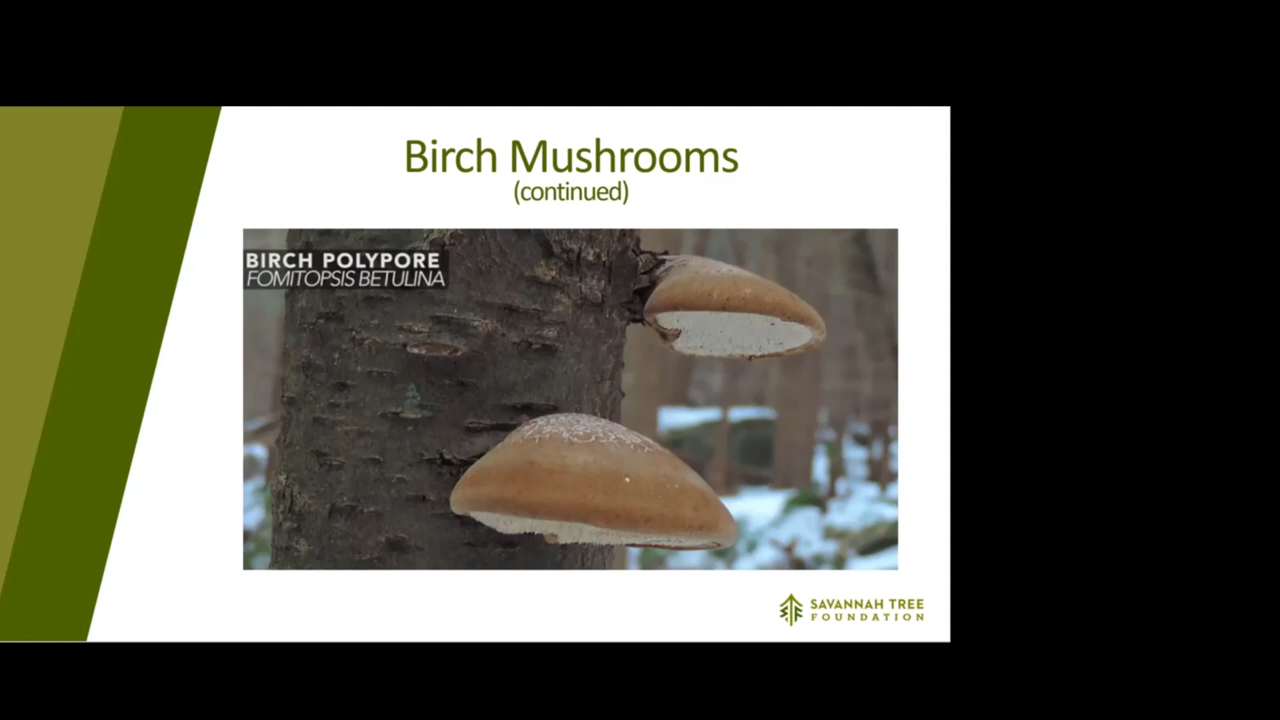 Birch Mushrooms
(continued)
BIRCH POLYPORE
FOMITOPSIS BETULINA
SAVANNAH TREE
FOUNDATION